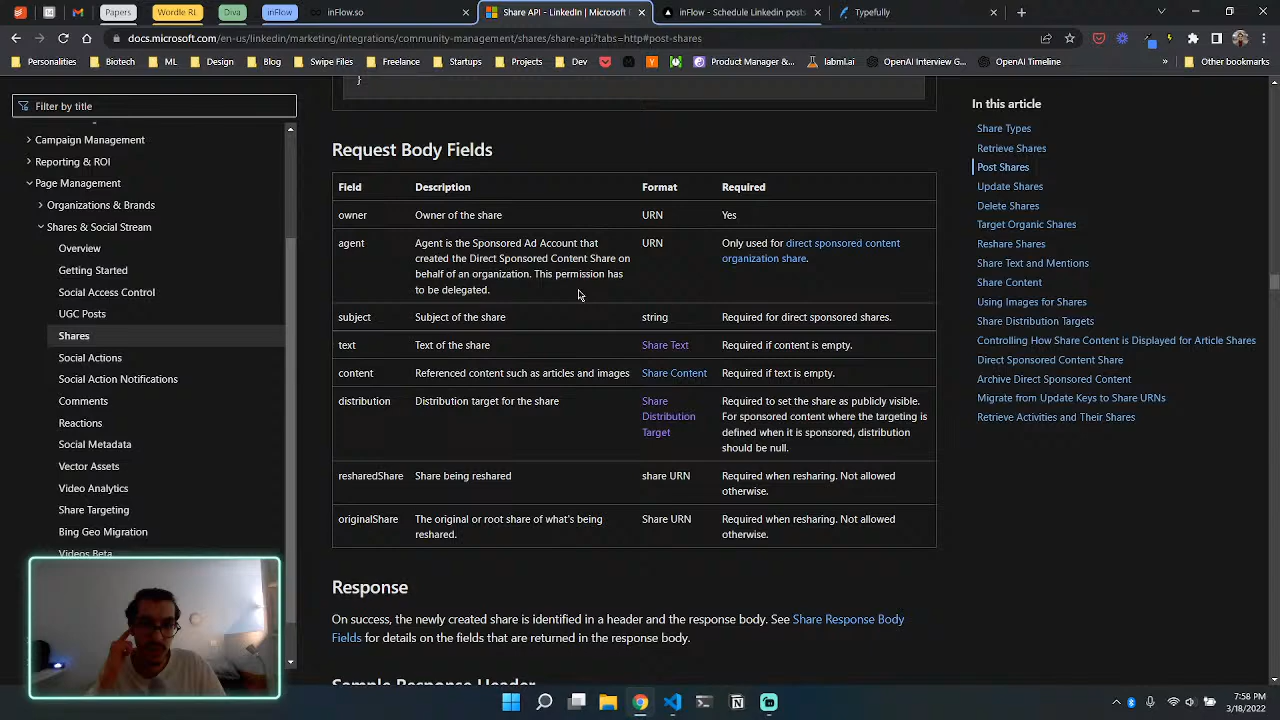 Wordle RL
Diva
inFlow
inFlow.so
Share API - LinkedIn | Microsoft
inFlow - Schedule Linkedin posts
Typefully
docs.microsoft.com/en-us/linkedin/marketing/integrations/community-management/shares/share-api?tabs=http#post-shares
Personalities
Biotech
ML
Design
Blog
Swipe Files
Freelance
Startups
Projects
Dev
Product Manage...
labmlai
OpenAI Interview G...
OpenAI Timeline
»
Other bookmarks
Filter by title
Campaign Management
Reporting & ROI
Page Management
Organizations & Brands
Shares & Social Stream
Overview
Getting Started
Social Access Control
UGC Posts
Shares
Social Actions
Social Action Notifications
Comments
Reactions
Social Metadata
Vector Assets
Video Analytics
Share Targeting
Bing Geo Migration
Videos Beta
}
Request Body Fields
Field Description Format Required
owner Owner of the share URN Yes
agent Agent is the Sponsored Ad Account that URN Only used for direct sponsored content
created the Direct Sponsored Content Share on organization share.
behalf of an organization. This permission has
to be delegated.
subject Subject of the share string Required for direct sponsored shares.
text Text of the share Share Text Required if content is empty.
content Referenced content such as articles and images Share Content Required if text is empty.
distribution Distribution target for the share Share Required to set the share as publicly visible.
Distribution For sponsored content where the targeting is
Target defined when it is sponsored, distribution
should be null.
resharedShare Share being reshared share URN Required when resharing. Not allowed
otherwise.
originalShare The original or root share of what's being Share URN Required when resharing. Not allowed
reshared. otherwise.
Response
On success, the newly created share is identified in a header and the response body. See Share Response Body
Fields for details on the fields that are returned in the response body.
Sample Response Header
In this article
Share Types
Retrieve Shares
Post Shares
Update Shares
Delete Shares
Target Organic Shares
Reshare Shares
Share Text and Mentions
Share Content
Using Images for Shares
Share Distribution Targets
Controlling How Share Content is Displayed for Article Shares
Direct Sponsored Content Share
Archive Direct Sponsored Content
Migrate from Update Keys to Share URNs
Retrieve Activities and Their Shares
7:58 PM
3/18/2022